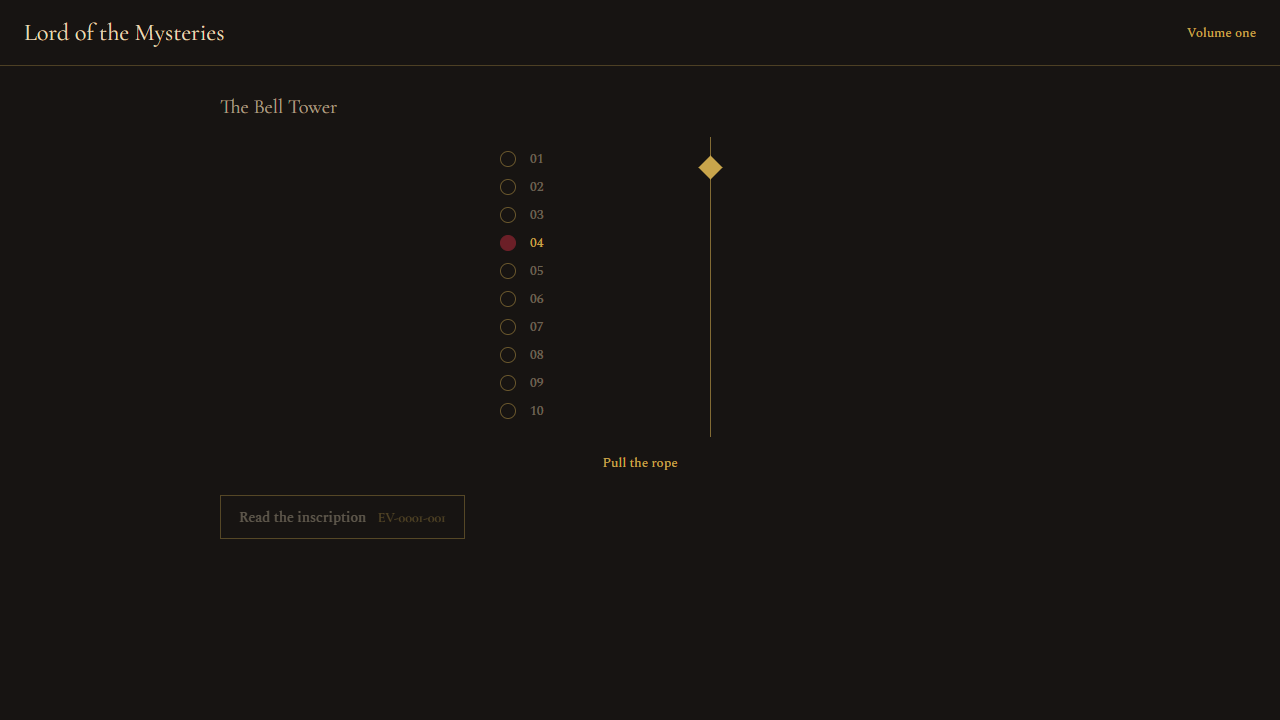 Lord of the Mysteries
Volume one
The Bell Tower
01
02
03
04
05
06
07
08
09
10
Pull the rope
Read the inscription EV-0001-001